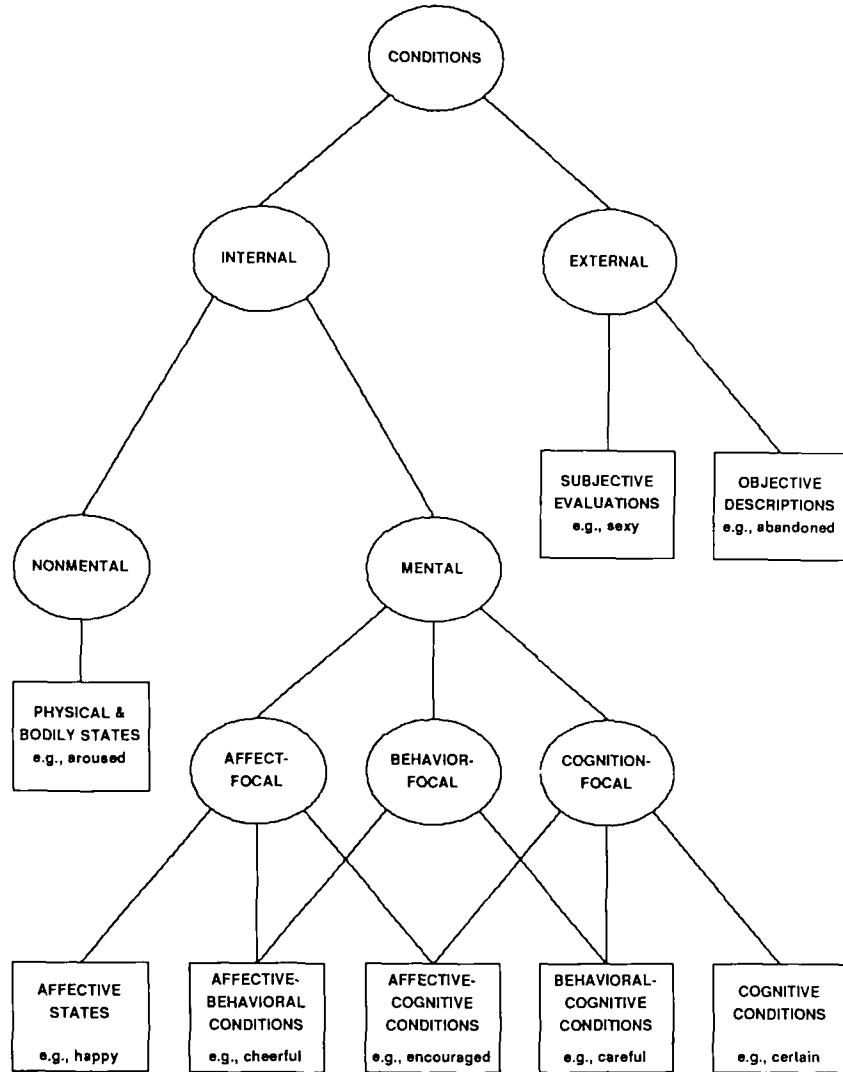 CONDITIONS
INTERNAL
EXTERNAL
SUBJECTIVE
EVALUATIONS
e.g., sexy
OBJECTIVE
DESCRIPTIONS
e.g., abandoned
NONMENTAL
MENTAL
PHYSICAL &
BODILY STATES
e.g., aroused
AFFECT-
FOCAL
BEHAVIOR-
FOCAL
COGNITION-
FOCAL
AFFECTIVE
STATES
e.g., happy
AFFECTIVE-
BEHAVIORAL
CONDITIONS
e.g., cheerful
AFFECTIVE-
COGNITIVE
CONDITIONS
e.g., encouraged
BEHAVIORAL-
COGNITIVE
CONDITIONS
e.g., careful
COGNITIVE
CONDITIONS
e.g., certain